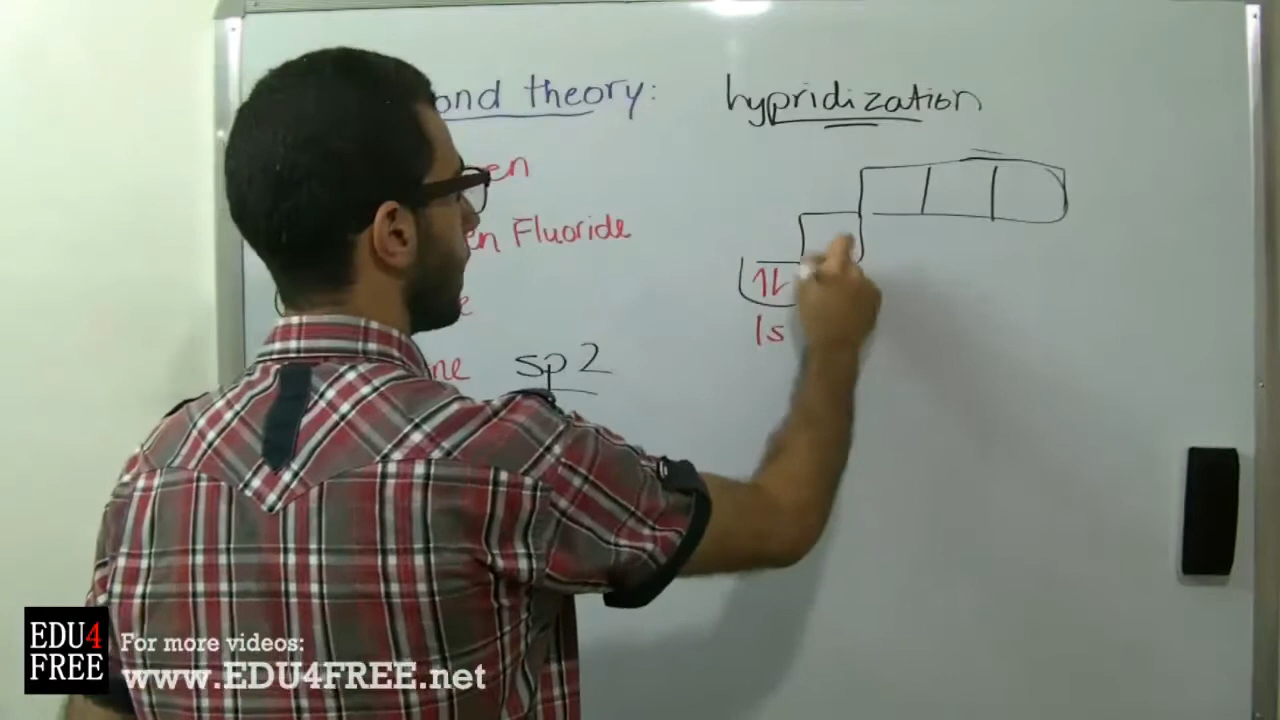 ond theory:
hypridization
en
en Fluoride
1s
ne sp2
EDU4
FREE
For more videos:
www.EDU4FREE.net